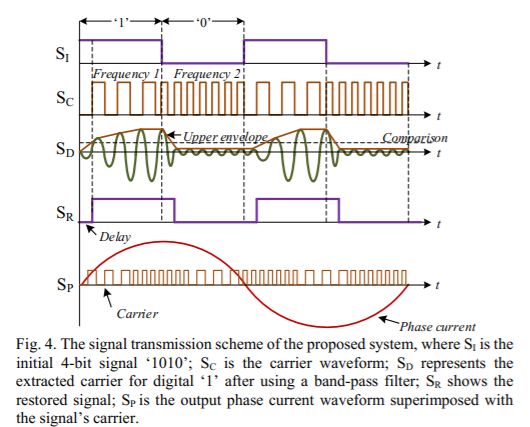 ‘1’ ‘0’
SI
t
Frequency 1 Frequency 2
SC
t
Upper envelope Comparison
SD
t
SR
t
Delay
SP
t
Carrier
Phase current
Fig. 4. The signal transmission scheme of the proposed system, where SI is the
initial 4-bit signal ‘1010’; SC is the carrier waveform; SD represents the
extracted carrier for digital ‘1’ after using a band-pass filter; SR shows the
restored signal; SP is the output phase current waveform superimposed with
the signal’s carrier.